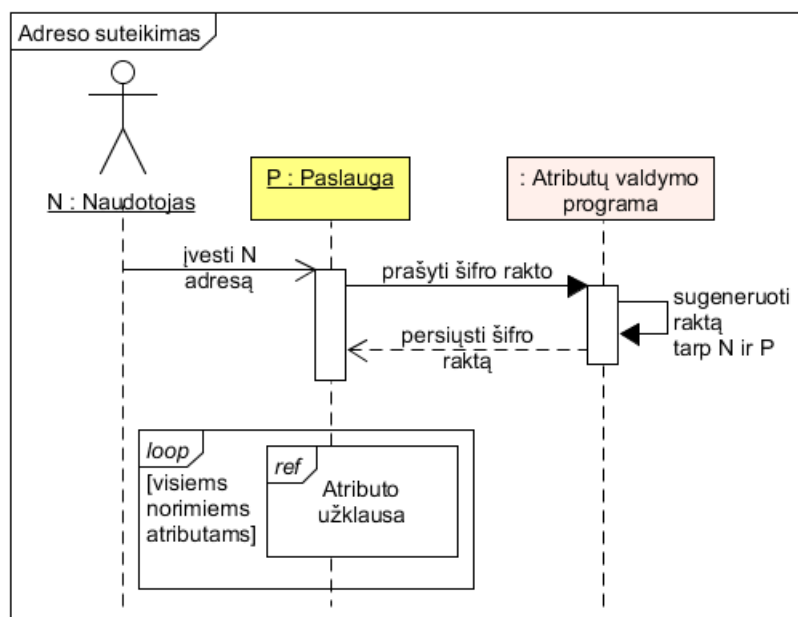 Adreso suteikimas
N : Naudotojas
P : Paslauga
: Atributų valdymo
programa
įvesti N
adresą
prašyti šifro rakto
sugeneruoti
raktą
tarp N ir P
persiųsti šifro
raktą
loop
[visiems
norimiems
atributams]
ref
Atributo
užklausa